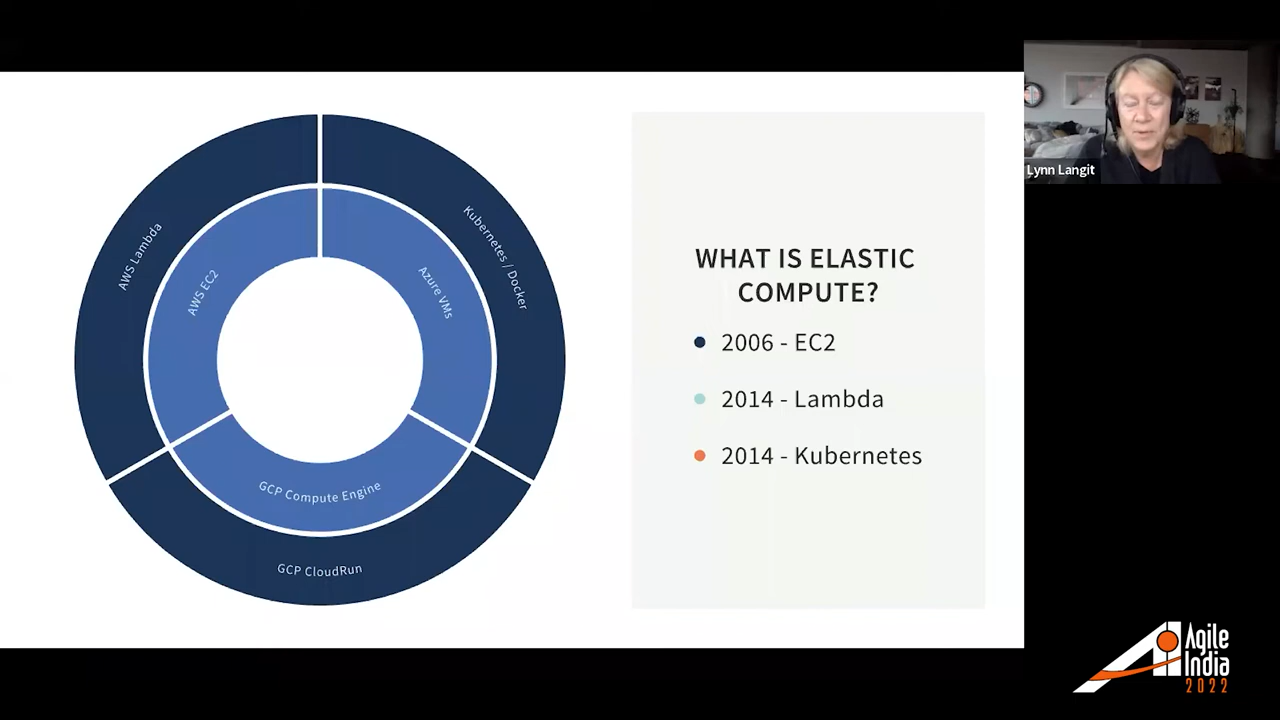 AWS Lambda
AWS EC2
Kubernetes / Docker
Azure VMs
GCP Compute Engine
GCP CloudRun
WHAT IS ELASTIC
COMPUTE?
2006 - EC2
2014 - Lambda
2014 - Kubernetes
Lynn Langit
Agile
India
2022